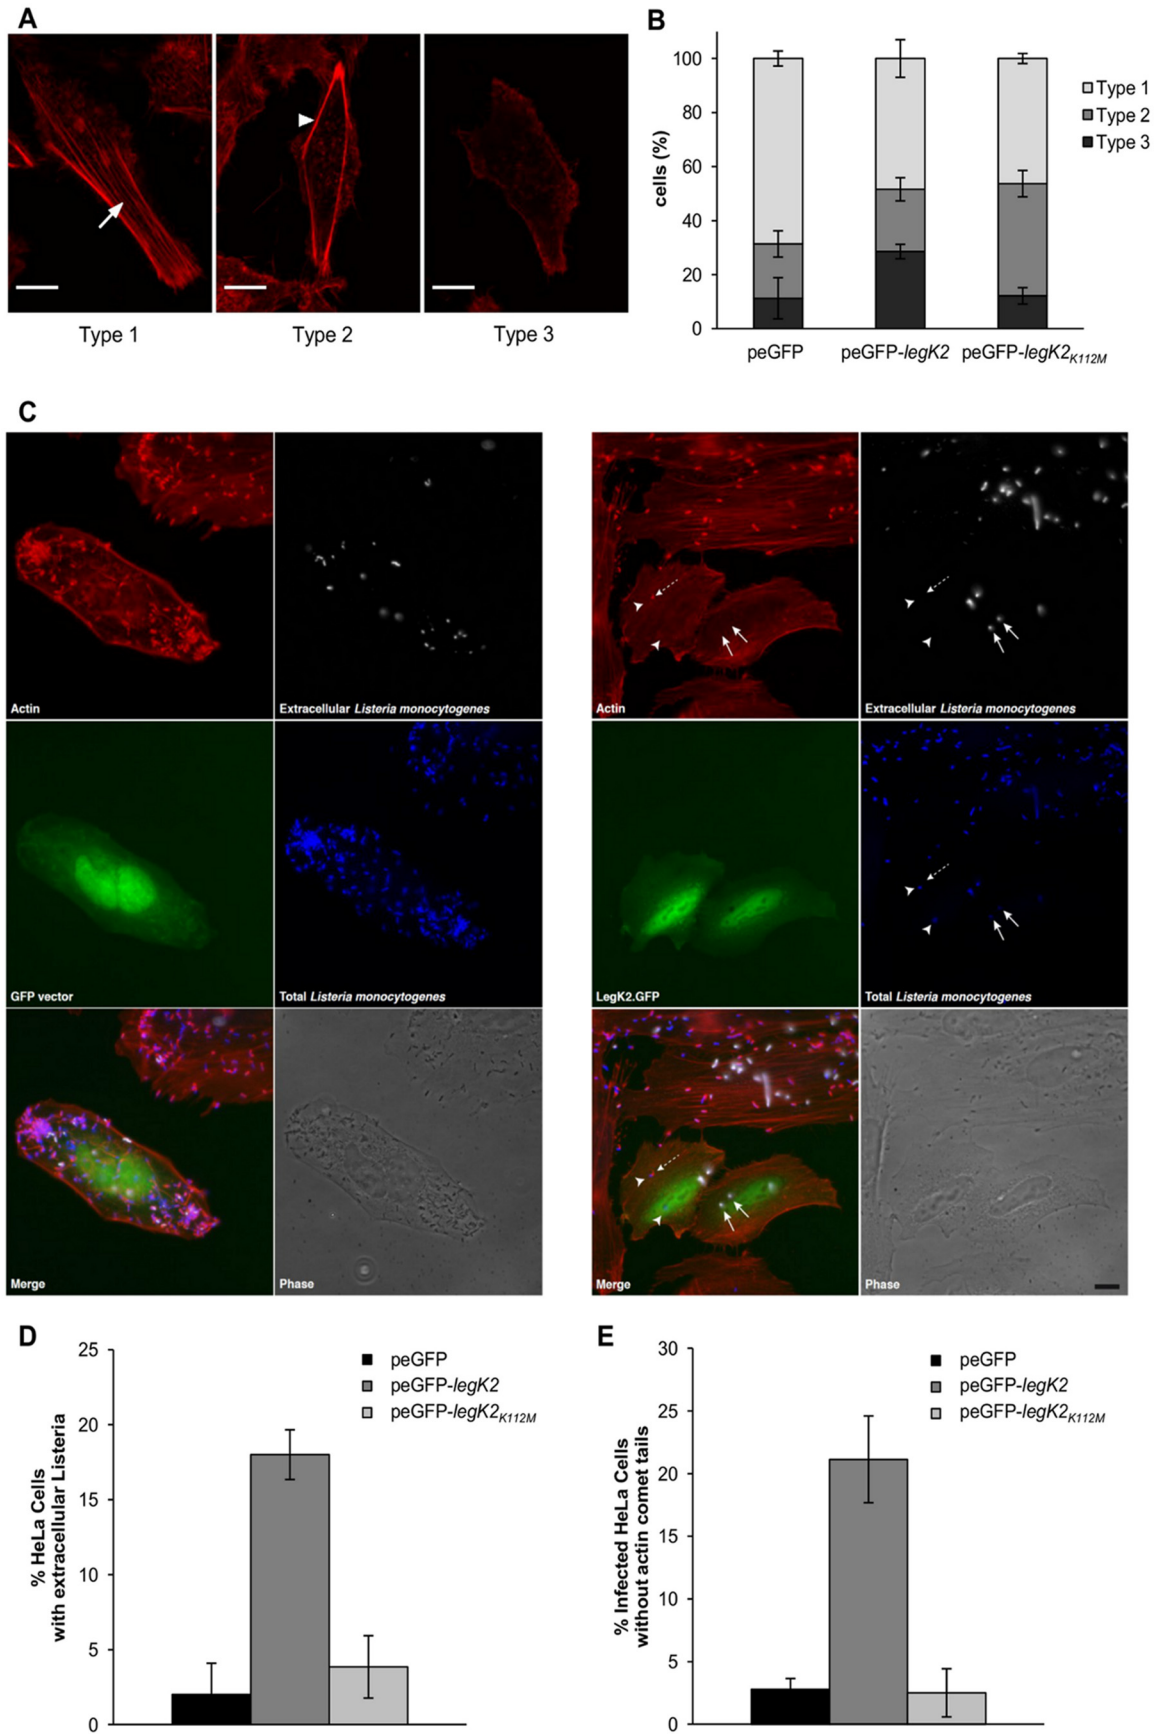 A
Type 1
Type 2
Type 3
B
100
80
60
40
20
0
cells (%)
peGFP
peGFP-legK2
peGFP-legK2K112M
Type 1
Type 2
Type 3
C
Actin
Extracellular Listeria monocytogenes
GFP vector
Total Listeria monocytogenes
Merge
Phase
Actin
Extracellular Listeria monocytogenes
LegK2.GFP
Total Listeria monocytogenes
Merge
Phase
D
25
20
15
10
5
0
% HeLa Cells
with extracellular Listeria
peGFP
peGFP-legK2
peGFP-legK2K112M
E
30
25
20
15
10
5
0
% Infected HeLa Cells
without actin comet tails
peGFP
peGFP-legK2
peGFP-legK2K112M